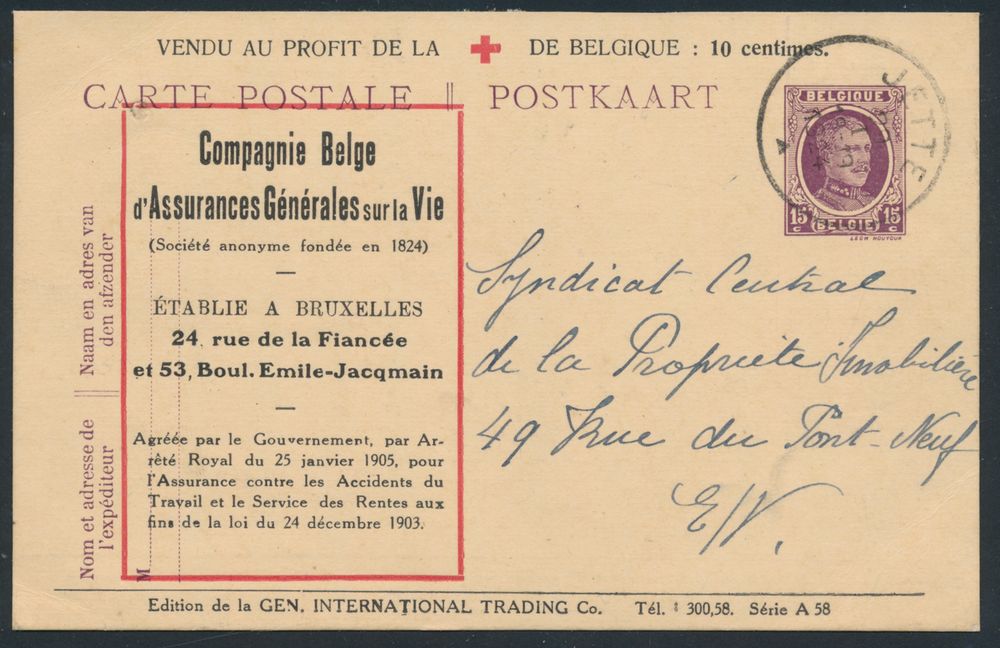 VENDU AU PROFIT DE LA DE BELGIQUE : 10 centimes.
CARTE POSTALE || POSTKAART
Compagnie Belge
d'Assurances Générales sur la Vie
(Société anonyme fondée en 1824)
ÉTABLIE A BRUXELLES
24, rue de la Fiancée
et 53, Boul. Emile-Jacqmain
Agréée par le Gouvernement, par Ar-
rêté Royal du 25 janvier 1905, pour
l'Assurance contre les Accidents du
Travail et le Service des Rentes aux
fins de la loi du 24 décembre 1903.
M
Naam en adres van
den afzender
Nom et adresse de
l'expéditeur
JETTE
BELGIQUE
15 c
15 c
BELGIË
Syndicat Central
de la Propriété Imobilière
49 Rue du Pont-Neuf
E/V.
Edition de la GEN. INTERNATIONAL TRADING Co. Tél. : 300,58. Série A 58